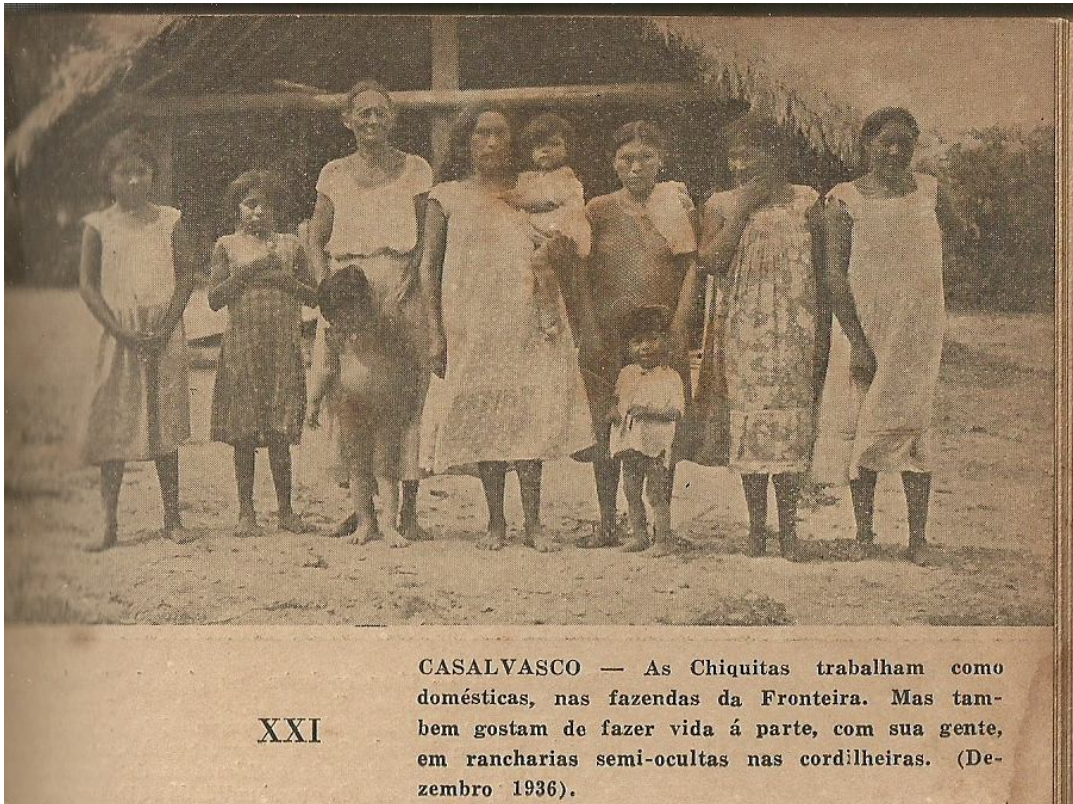 XXI
CASALVASCO — As Chiquitas trabalham como
domésticas, nas fazendas da Fronteira. Mas tam-
bem gostam de fazer vida á parte, com sua gente,
em rancharias semi-ocultas nas cordilheiras. (De-
zembro 1936).